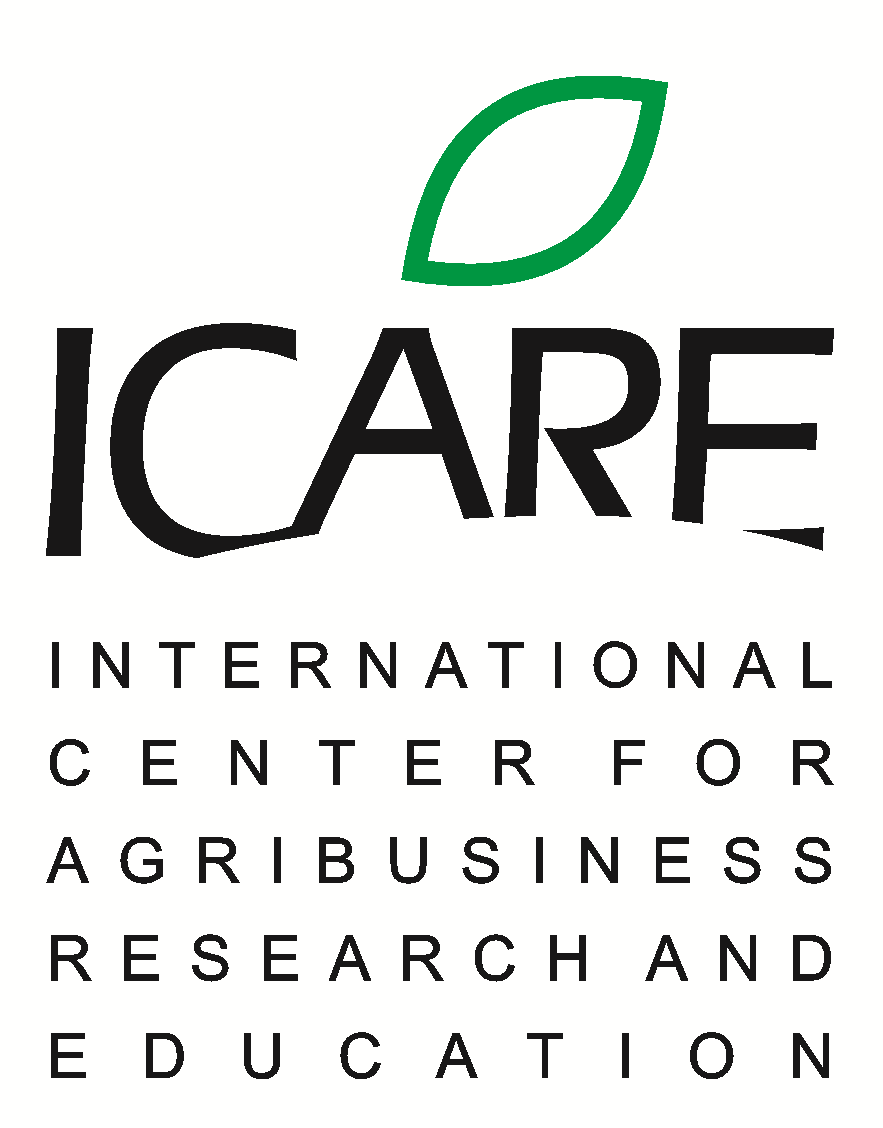 ICARE
INTERNATIONAL
CENTER FOR
AGRIBUSINESS
RESEARCH AND
EDUCATION